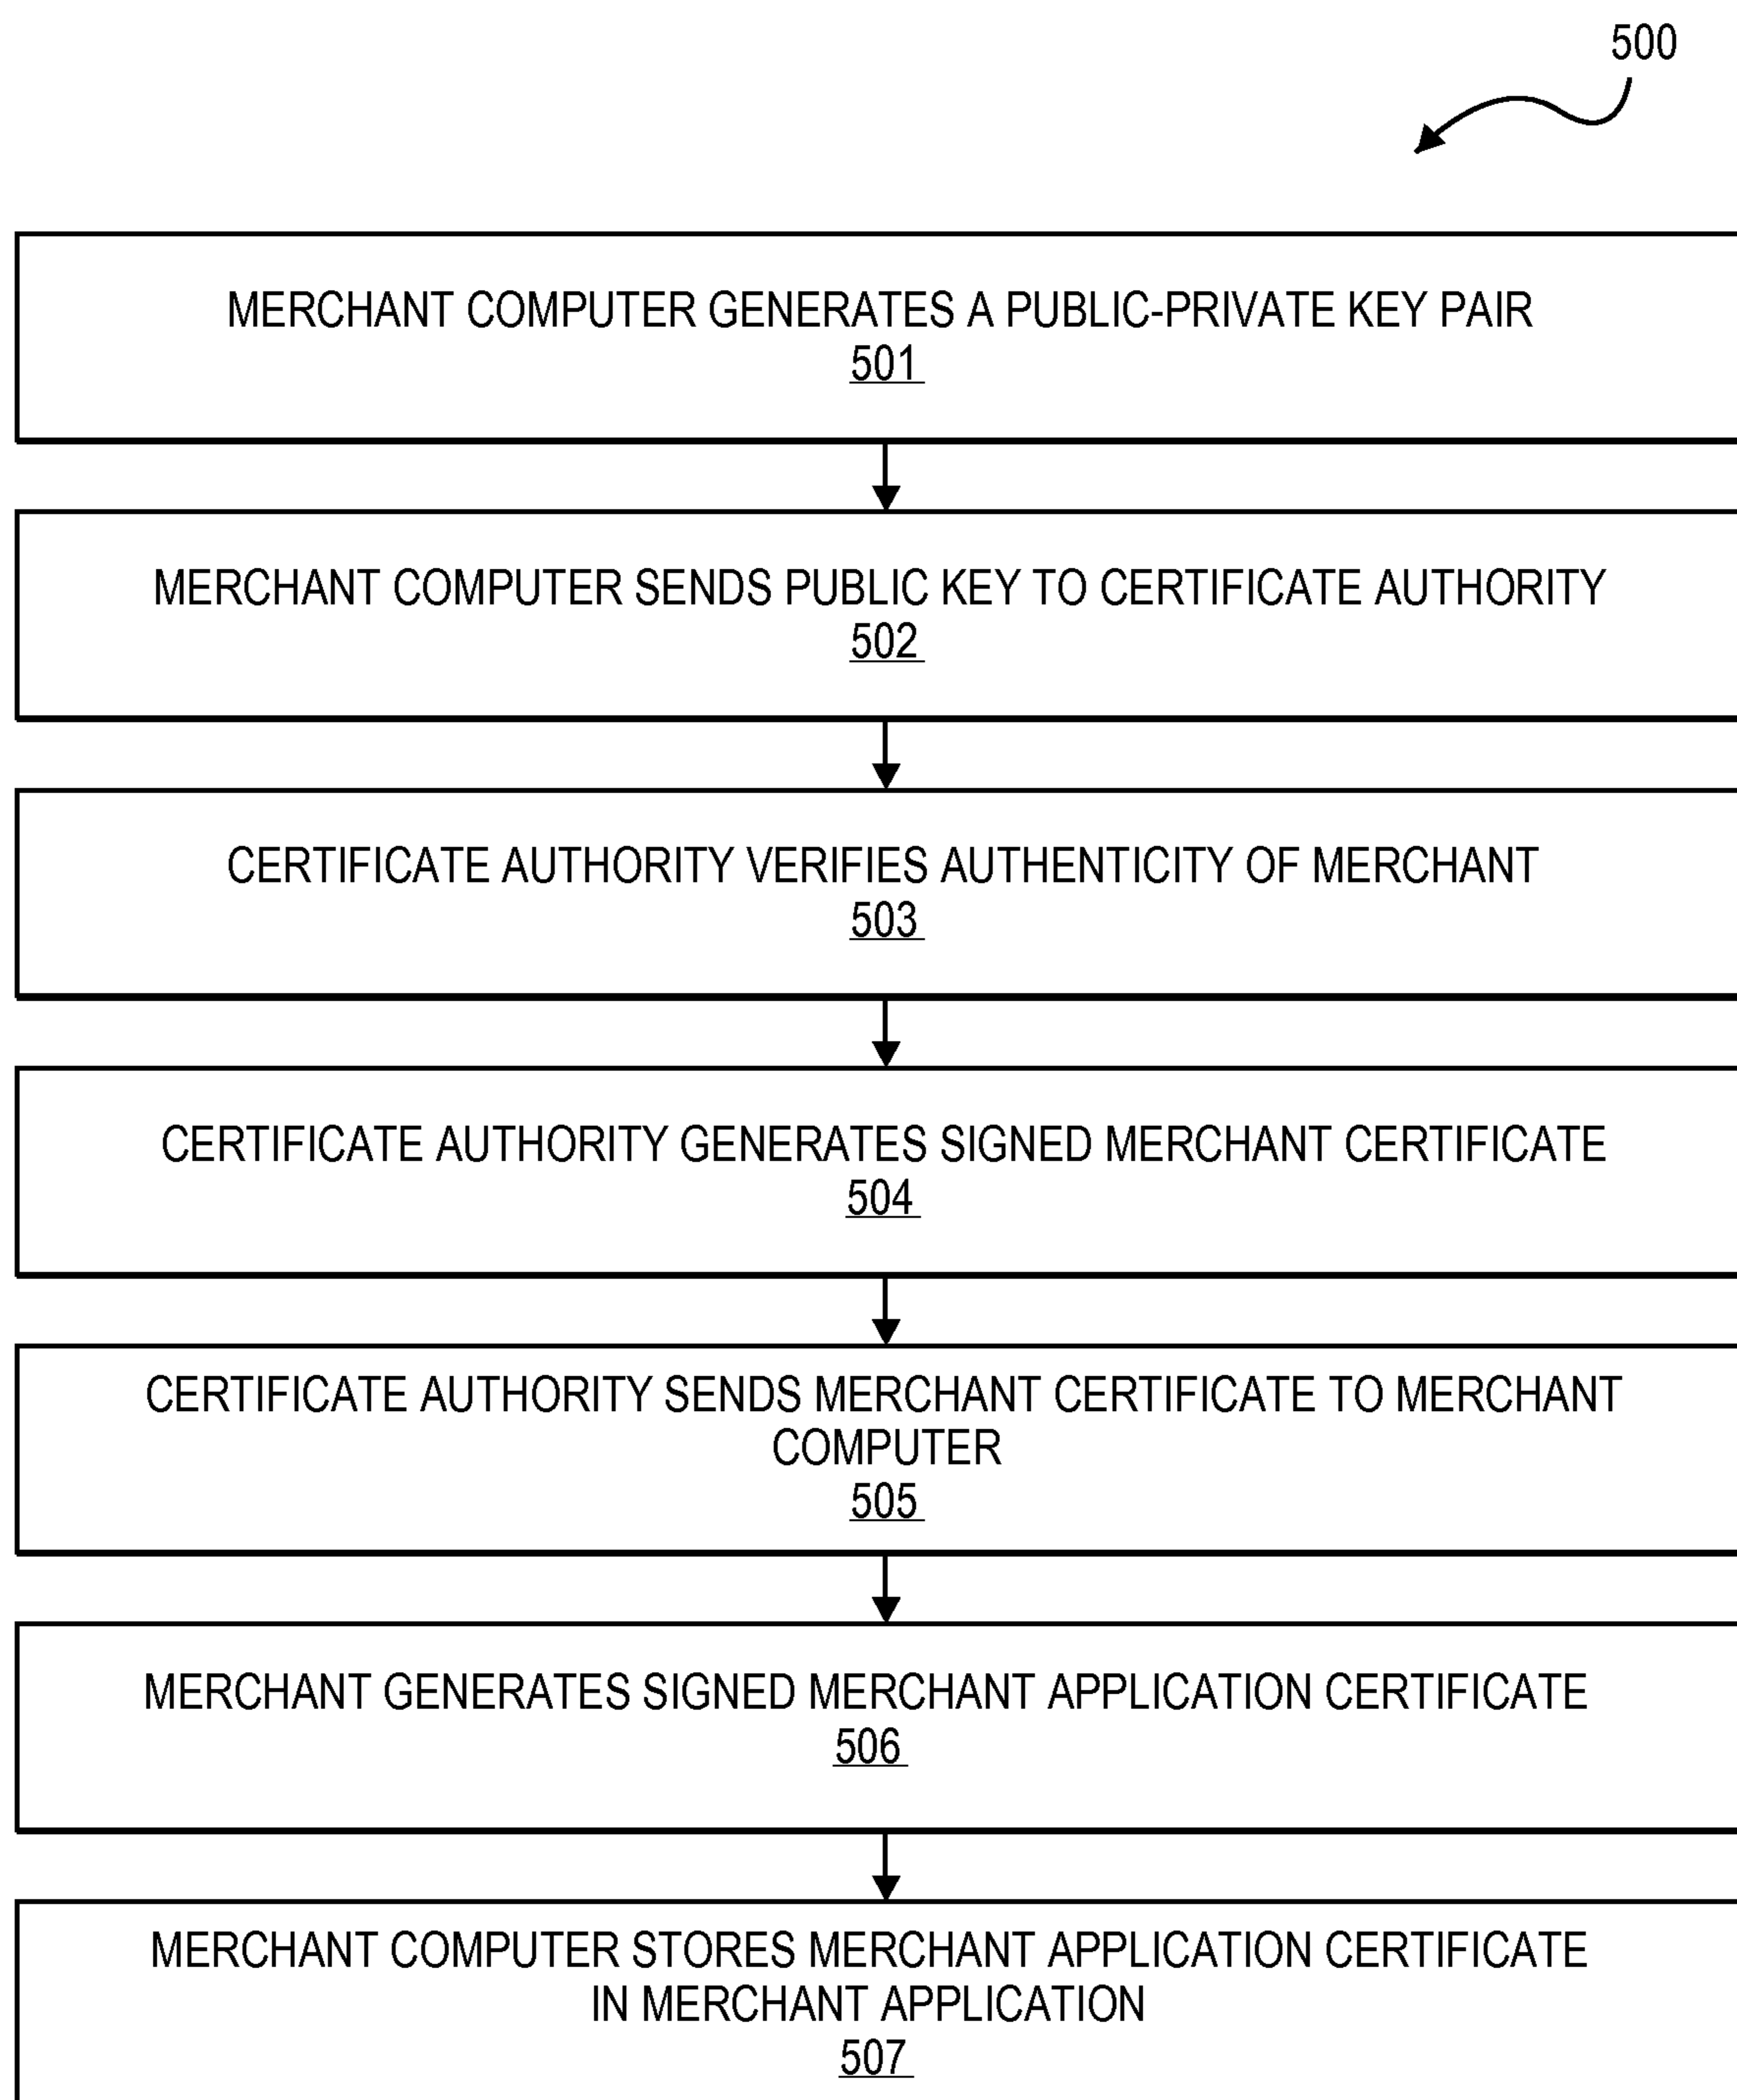 500
MERCHANT COMPUTER GENERATES A PUBLIC-PRIVATE KEY PAIR
501
MERCHANT COMPUTER SENDS PUBLIC KEY TO CERTIFICATE AUTHORITY
502
CERTIFICATE AUTHORITY VERIFIES AUTHENTICITY OF MERCHANT
503
CERTIFICATE AUTHORITY GENERATES SIGNED MERCHANT CERTIFICATE
504
CERTIFICATE AUTHORITY SENDS MERCHANT CERTIFICATE TO MERCHANT
COMPUTER
505
MERCHANT GENERATES SIGNED MERCHANT APPLICATION CERTIFICATE
506
MERCHANT COMPUTER STORES MERCHANT APPLICATION CERTIFICATE
IN MERCHANT APPLICATION
507